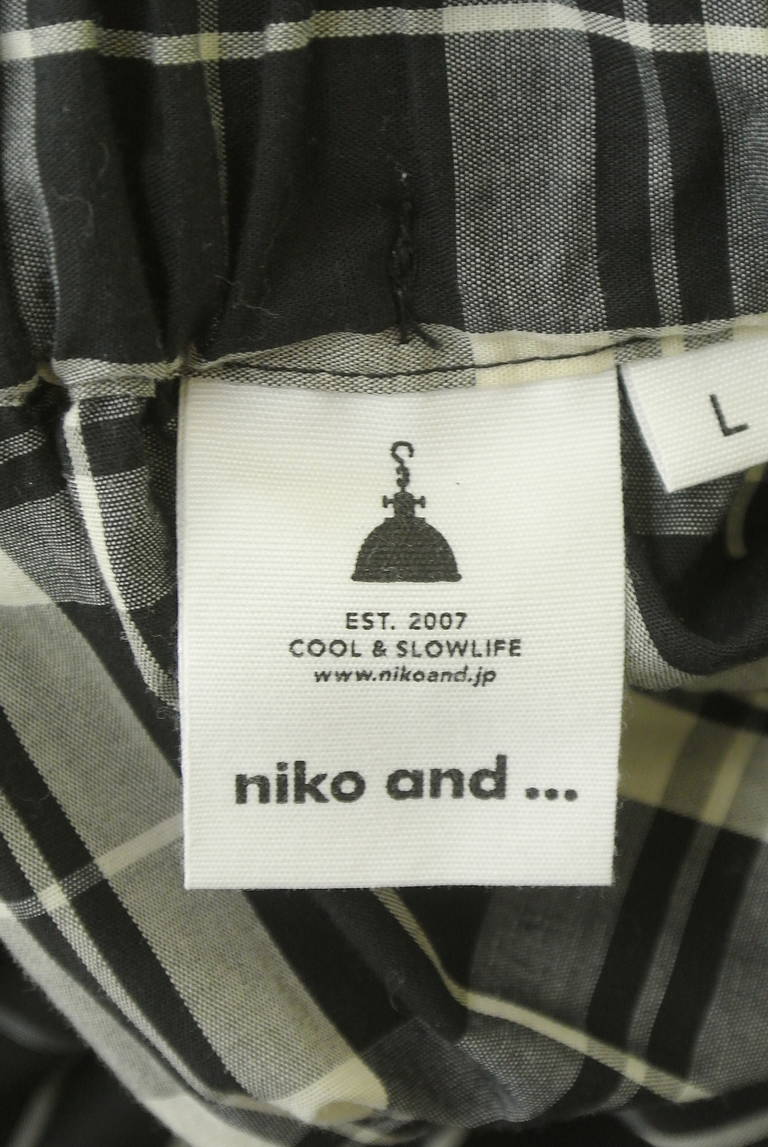 L
EST. 2007
COOL & SLOWLIFE
www.nikoand.jp
niko and ...